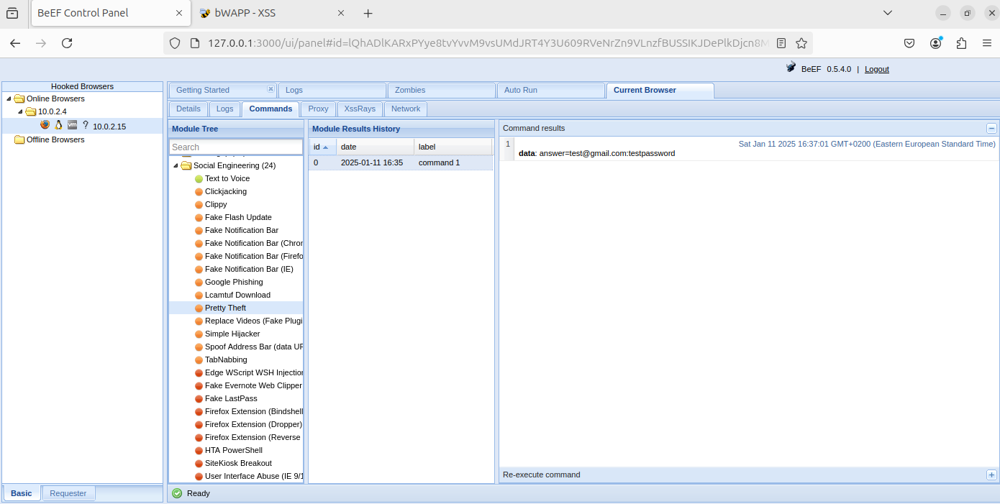 BeEF Control Panel
bWAPP - XSS
127.0.0.1:3000/ui/panel#id=
BeEF 0.5.4.0 | Logout
Hooked Browsers
Online Browsers
10.0.2.4
10.0.2.15
Offline Browsers
Basic
Requester
Getting Started
Logs
Zombies
Auto Run
Current Browser
Details
Logs
Commands
Proxy
XssRays
Network
Module Tree
Search
Social Engineering (24)
Text to Voice
Clickjacking
Clippy
Fake Flash Update
Fake Notification Bar
Fake Notification Bar (Chror
Fake Notification Bar (Firefo
Fake Notification Bar (IE)
Google Phishing
Lcamtuf Download
Pretty Theft
Replace Videos (Fake Plugi
Simple Hijacker
Spoof Address Bar (data UF
TabNabbing
Edge WScript WSH Injection
Fake Evernote Web Clipper
Fake LastPass
Firefox Extension (Bindshell
Firefox Extension (Dropper)
Firefox Extension (Reverse
HTA PowerShell
SiteKiosk Breakout
User Interface Abuse (IE 9/1
Module Results History
id date label
0 2025-01-11 16:35 command 1
Command results
1 Sat Jan 11 2025 16:37:01 GMT+0200 (Eastern European Standard Time)
data: answer=test@gmail.com:testpassword
Re-execute command
Ready